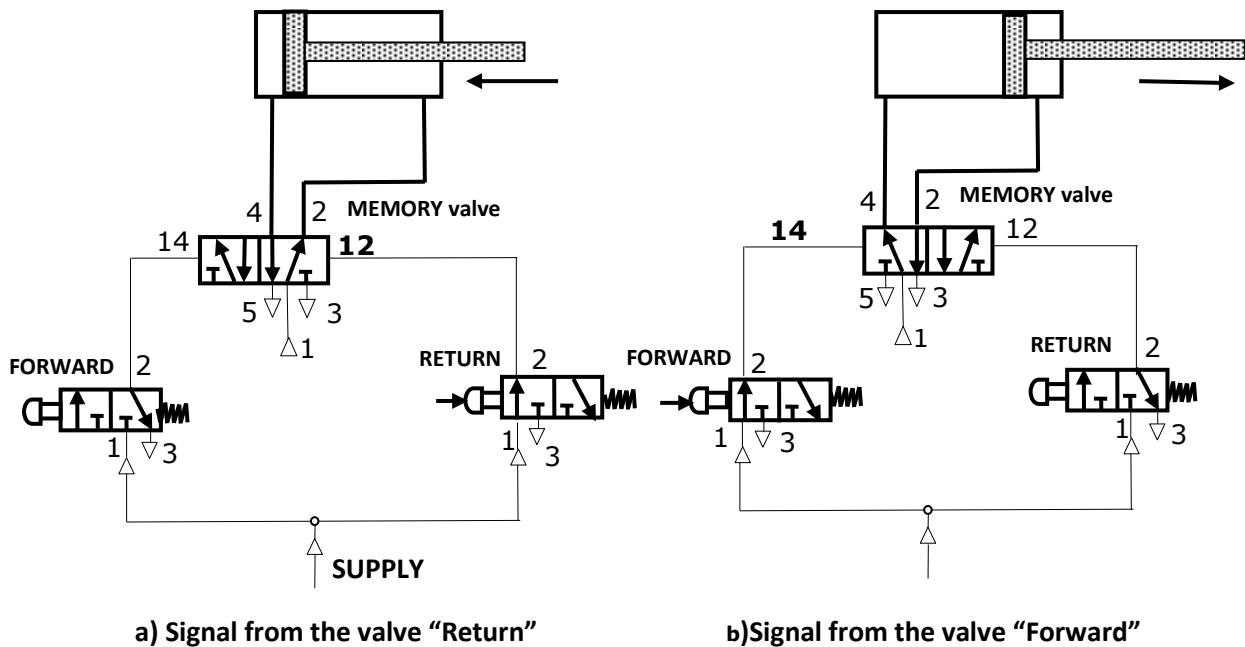 4 2 MEMORY valve
14 12
5 3
1
FORWARD 2
1 3
RETURN 2
1 3
SUPPLY
a) Signal from the valve “Return”
4 2 MEMORY valve
14 12
5 3
1
FORWARD 2
1 3
RETURN 2
1 3
b)Signal from the valve “Forward”